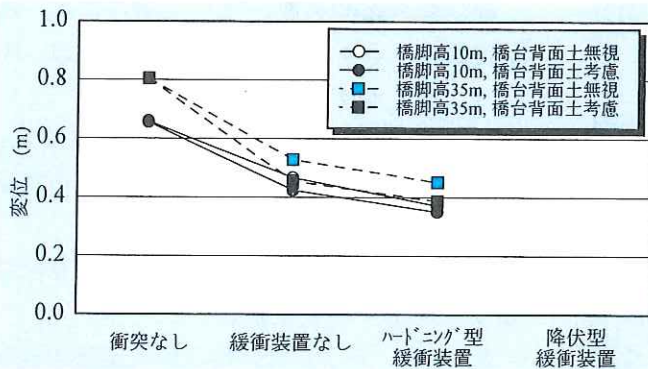 1.0
0.8
0.6
0.4
0.2
0.0
変位 (m)
橋脚高10m, 橋台背面土無視
橋脚高10m, 橋台背面土考慮
橋脚高35m, 橋台背面土無視
橋脚高35m, 橋台背面土考慮
衝突なし
緩衝装置なし
ハードニング型
緩衝装置
降伏型
緩衝装置